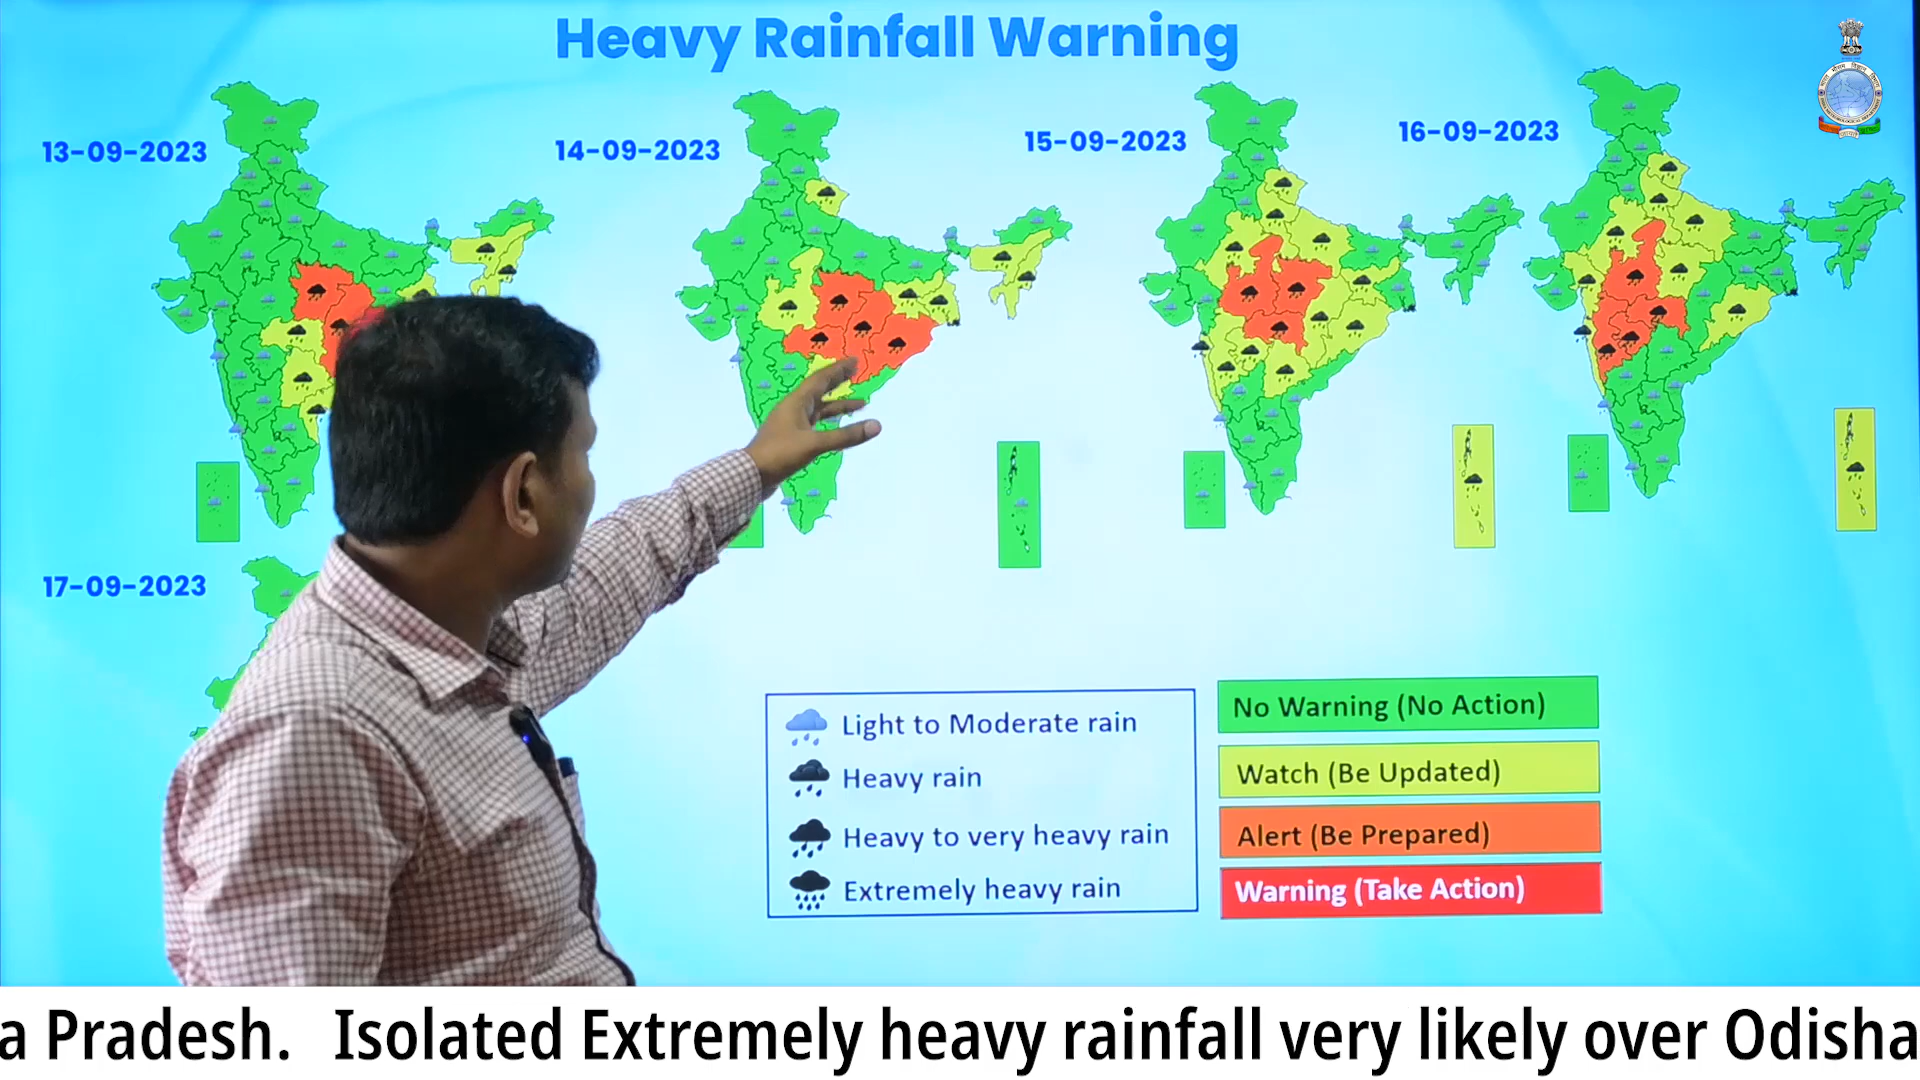 Heavy Rainfall Warning
13-09-2023
14-09-2023
15-09-2023
16-09-2023
17-09-2023
Light to Moderate rain
Heavy rain
Heavy to very heavy rain
Extremely heavy rain
No Warning (No Action)
Watch (Be Updated)
Alert (Be Prepared)
Warning (Take Action)
a Pradesh. Isolated Extremely heavy rainfall very likely over Odisha